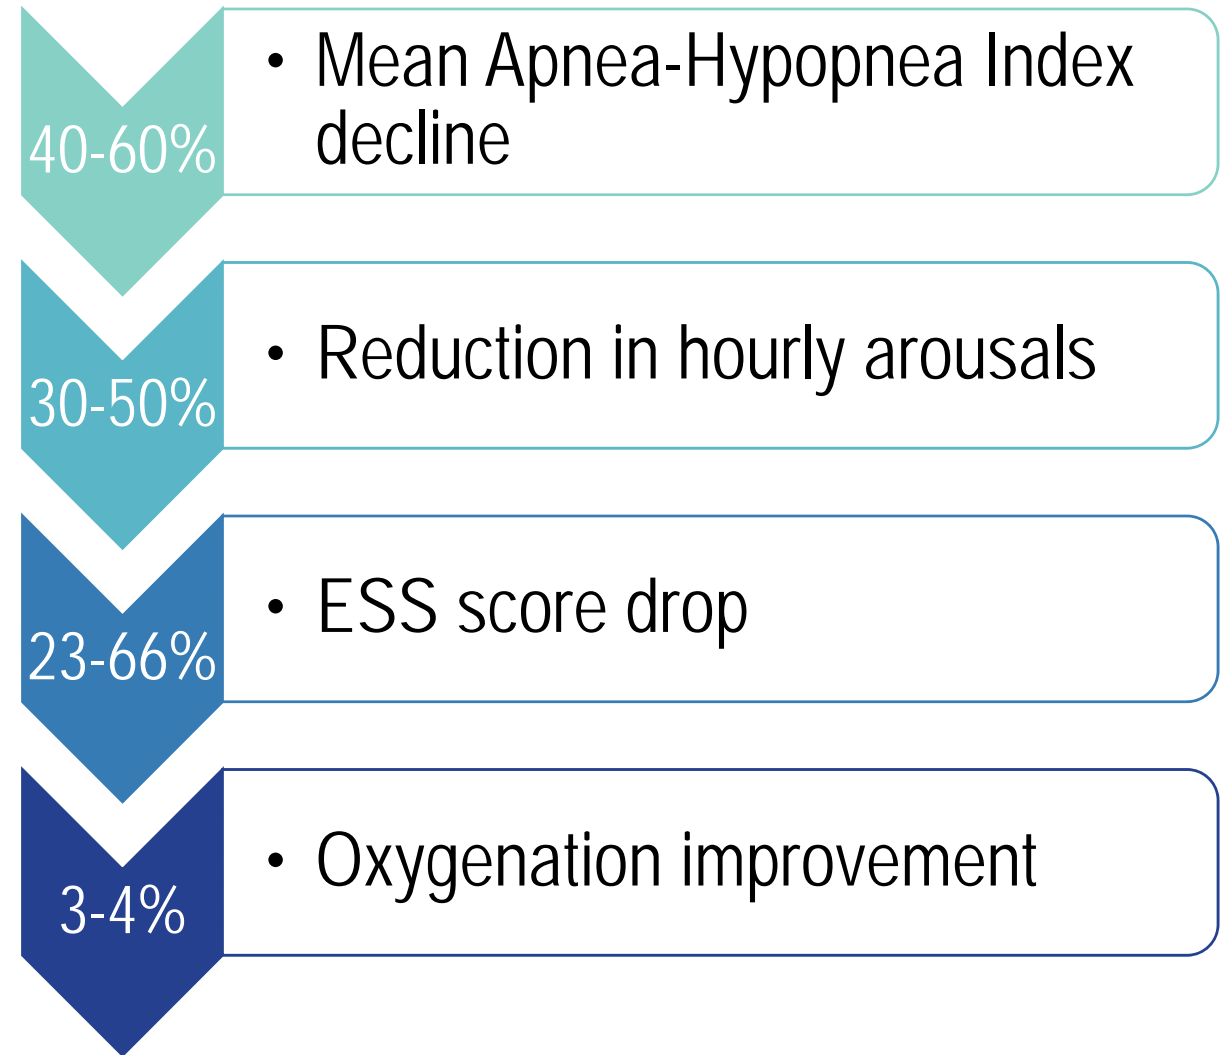 40-60%
• Mean Apnea-Hypopnea Index
decline
30-50%
• Reduction in hourly arousals
23-66%
• ESS score drop
3-4%
• Oxygenation improvement